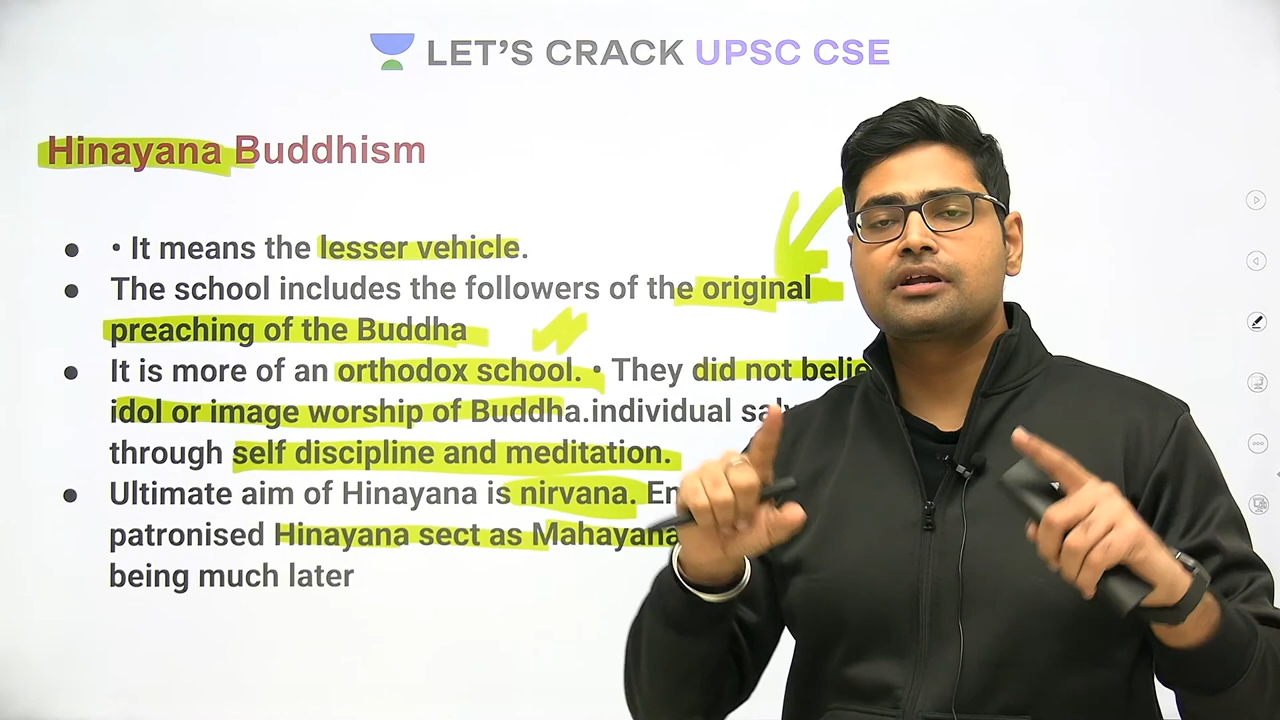 LET'S CRACK UPSC CSE
Hinayana Buddhism
• • It means the lesser vehicle.
• The school includes the followers of the original
preaching of the Buddha
• It is more of an orthodox school. • They did not
idol or image worship of Buddha.individual
through self discipline and meditation.
• Ultimate aim of Hinayana is nirvana.
patronised Hinayana sect as Mahayana
being much later